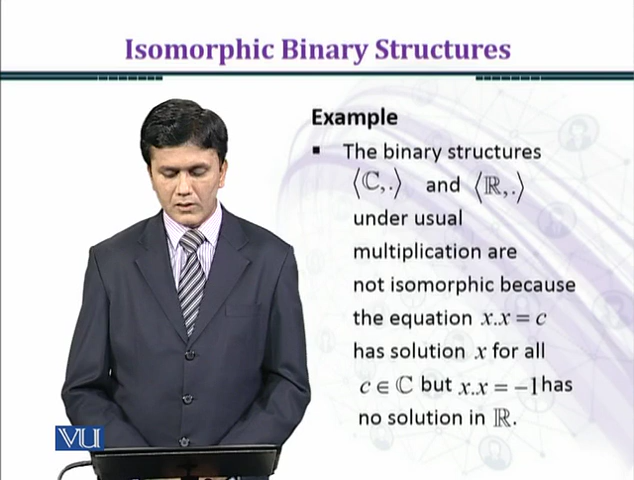 Isomorphic Binary Structures
Example
▪ The binary structures
⟨ℂ,.⟩ and ⟨ℝ,.⟩
under usual
multiplication are
not isomorphic because
the equation x.x = c
has solution x for all
c ∈ ℂ but x.x = −1 has
no solution in ℝ.
VU